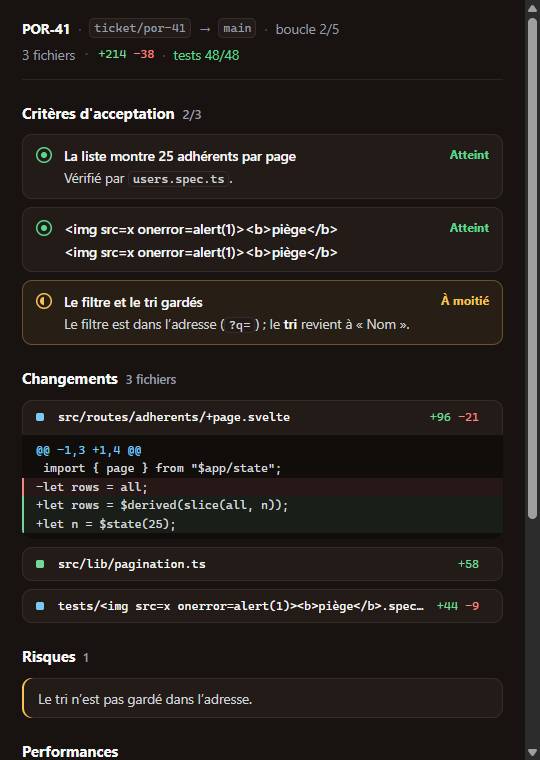 POR-41 · ticket/por-41 → main · boucle 2/5
3 fichiers · +214 −38 · tests 48/48
Critères d'acceptation 2/3
La liste montre 25 adhérents par page Atteint
Vérifié par users.spec.ts.
<img src=x onerror=alert(1)><b>piège</b> Atteint
<img src=x onerror=alert(1)><b>piège</b>
Le filtre et le tri gardés À moitié
Le filtre est dans l’adresse (?q=) ; le tri revient à « Nom ».
Changements 3 fichiers
src/routes/adherents/+page.svelte +96 −21
@@ −1,3 +1,4 @@
import { page } from "$app/state";
−let rows = all;
+let rows = $derived(slice(all, n));
+let n = $state(25);
src/lib/pagination.ts +58
tests/<img src=x onerror=alert(1)><b>piège</b>.spec… +44 −9
Risques 1
Le tri n’est pas gardé dans l’adresse.
Performances